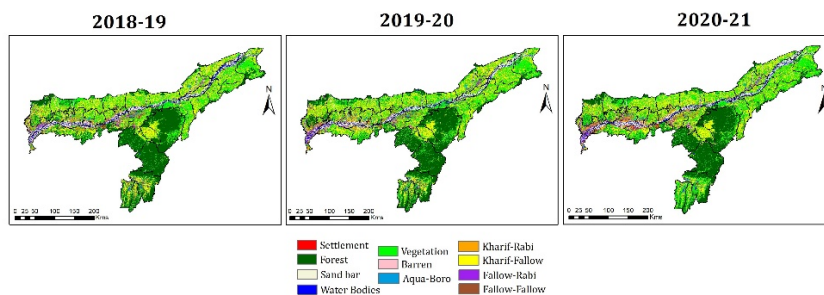 2018-19 2019-20 2020-21
N N N
0 25 50 100 150 200 Kms
0 25 50 100 150 200 Kms
0 25 50 100 150 200 Kms
Settlement Vegetation Kharif-Rabi
Forest Barren Kharif-Fallow
Sand bar Aqua-Boro Fallow-Rabi
Water Bodies Fallow-Fallow